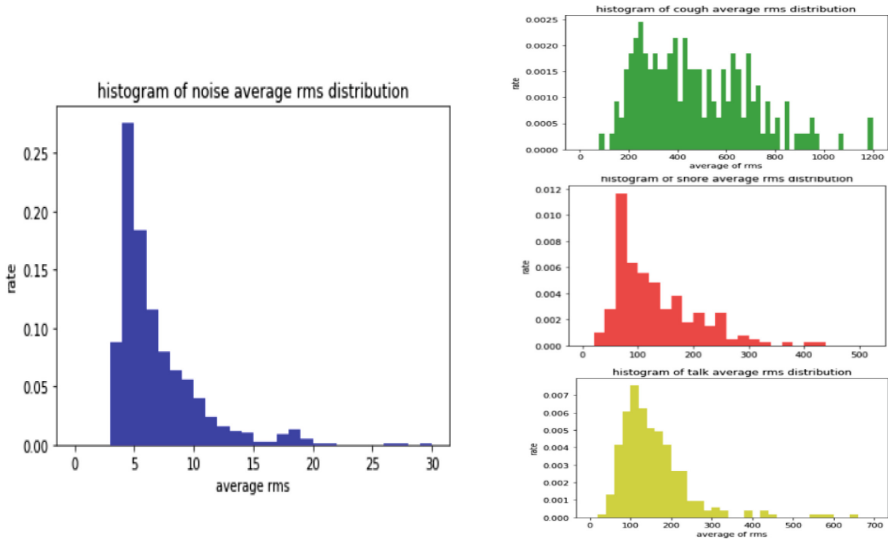 histogram of noise average rms distribution
rate
0.25
0.20
0.15
0.10
0.05
0.00
0 5 10 15 20 25 30
average rms
histogram of cough average rms distribution
rate
0.0025
0.0020
0.0015
0.0010
0.0005
0.0000
0 200 400 600 800 1000 1200
average of rms
histogram of snore average rms distribution
rate
0.012
0.010
0.008
0.006
0.004
0.002
0.000
0 100 200 300 400 500
average of rms
histogram of talk average rms distribution
rate
0.007
0.006
0.005
0.004
0.003
0.002
0.001
0.000
0 100 200 300 400 500 600 700
average of rms